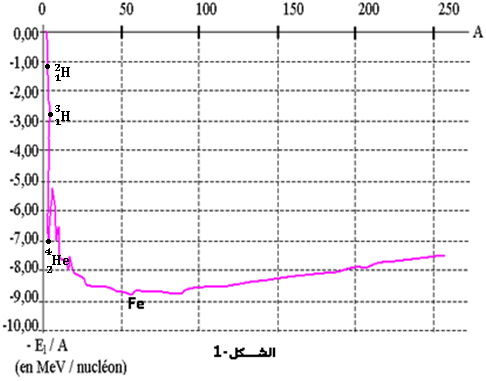 0 50 100 150 200 250 A
0,00
-1,00
²₁H
-2,00
³₁H
-3,00
-4,00
-5,00
-6,00
-7,00
⁴₂He
-8,00
-9,00
Fe
-10,00
- Eₗ / A
(en MeV / nucléon)
الشكل-1